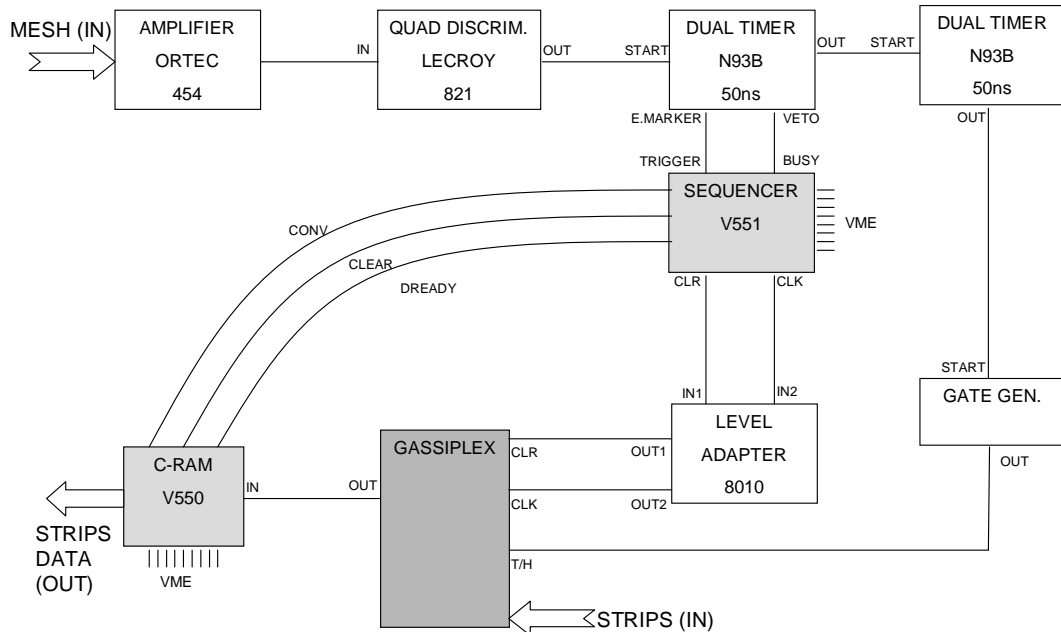 MESH (IN)
AMPLIFIER
ORTEC
454
IN
QUAD DISCRIM.
LECROY
821
OUT
START
DUAL TIMER
N93B
50ns
OUT
START
DUAL TIMER
N93B
50ns
OUT
E.MARKER
VETO
TRIGGER
BUSY
SEQUENCER
V551
VME
CONV
CLEAR
DREADY
CLR
CLK
START
GATE GEN.
OUT
IN1
IN2
LEVEL
ADAPTER
8010
OUT1
OUT2
GASSIPLEX
CLR
CLK
T/H
OUT
C-RAM
V550
IN
VME
STRIPS
DATA
(OUT)
STRIPS (IN)